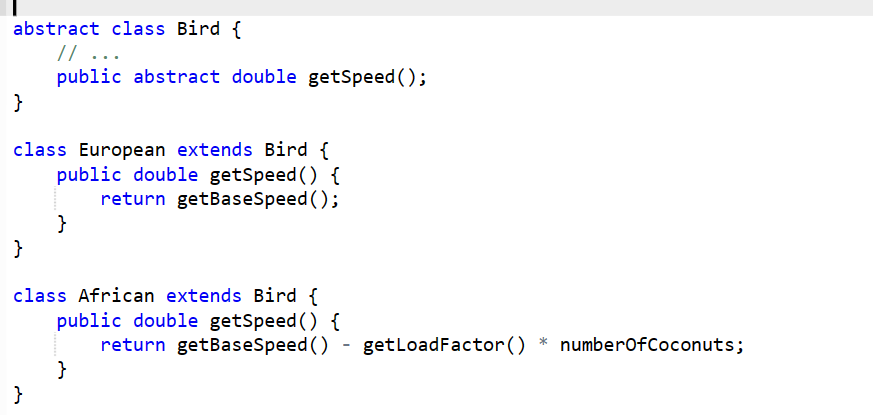 abstract class Bird {
    // ...
    public abstract double getSpeed();
}

class European extends Bird {
    public double getSpeed() {
        return getBaseSpeed();
    }
}

class African extends Bird {
    public double getSpeed() {
        return getBaseSpeed() - getLoadFactor() * numberOfCoconuts;
    }
}